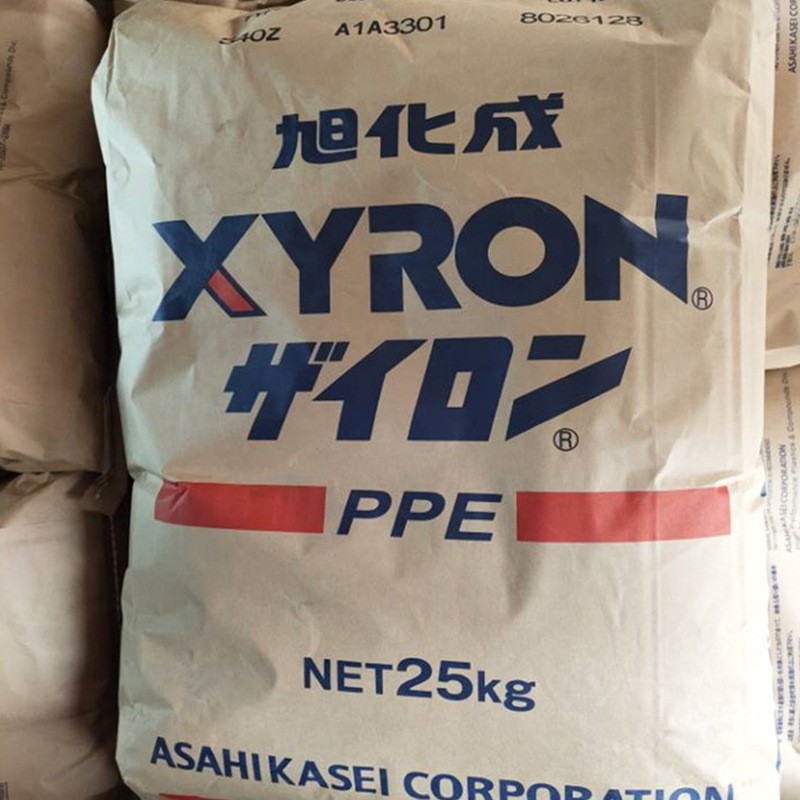 A1A3301 8026128
旭化成
XYRON®
ザイロン®
PPE
NET25kg
ASAHI KASEI CORPORATION